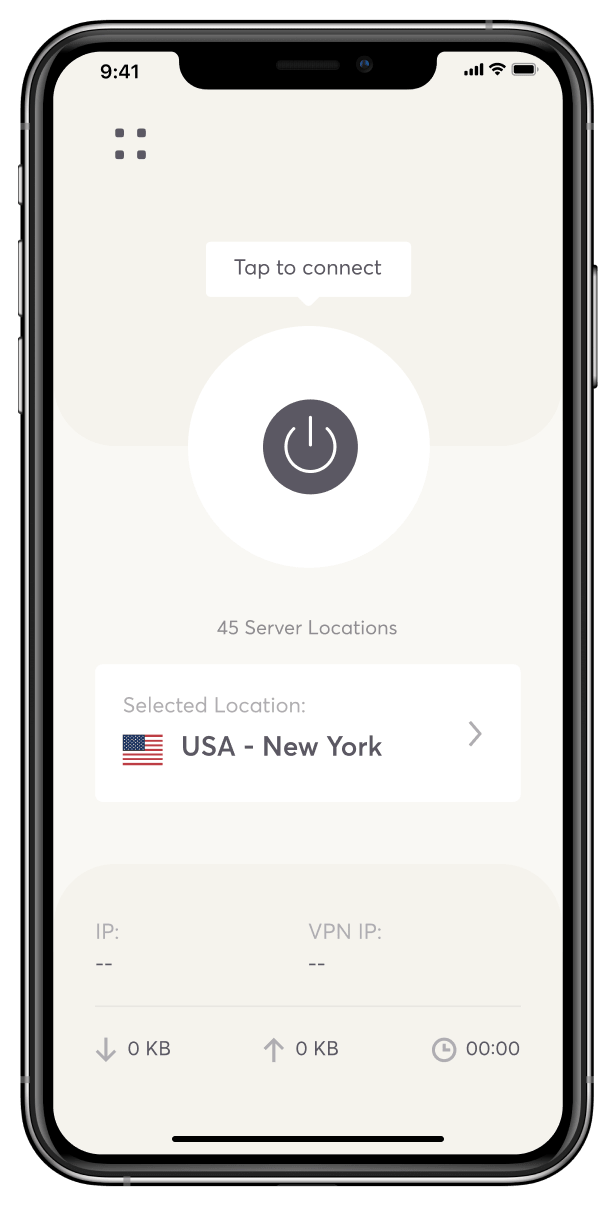 9:41
Tap to connect
45 Server Locations
Selected Location:
USA - New York
IP: VPN IP:
-- --
0 KB 0 KB 00:00